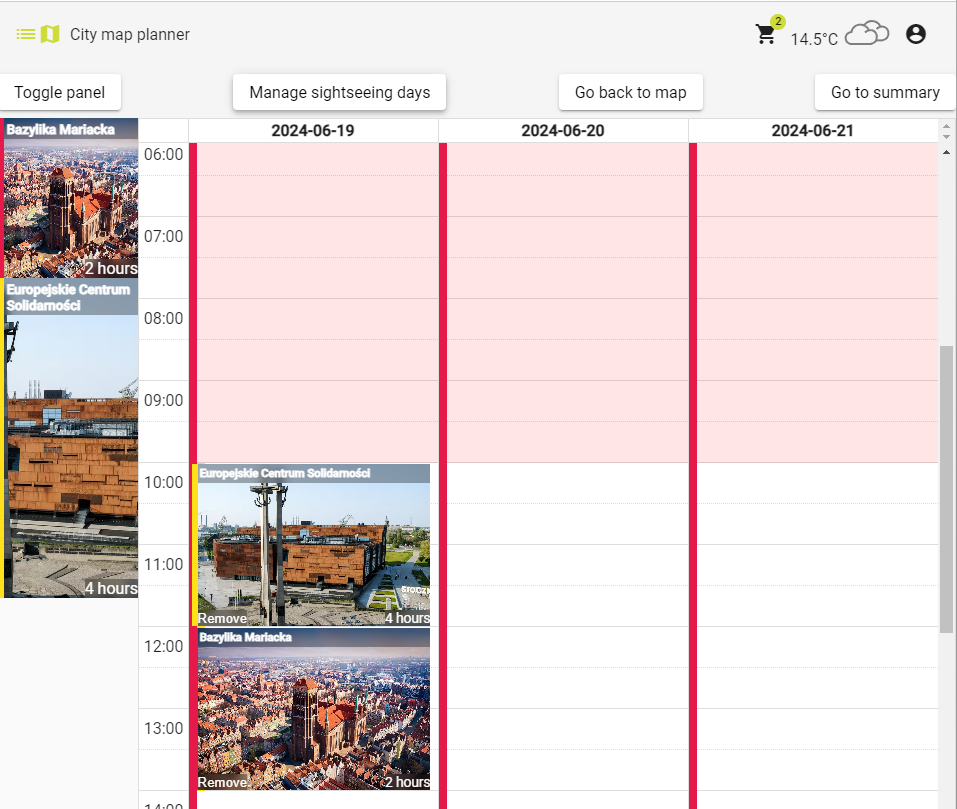 City map planner
2
14.5°C
Toggle panel
Manage sightseeing days
Go back to map
Go to summary
Bazylika Mariacka
2 hours
Europejskie Centrum
Solidarności
4 hours
2024-06-19
2024-06-20
2024-06-21
06:00
07:00
08:00
09:00
10:00
11:00
12:00
13:00
14:00
Europejskie Centrum Solidarności
STOCZN
Remove
4 hours
Bazylika Mariacka
Remove
2 hours